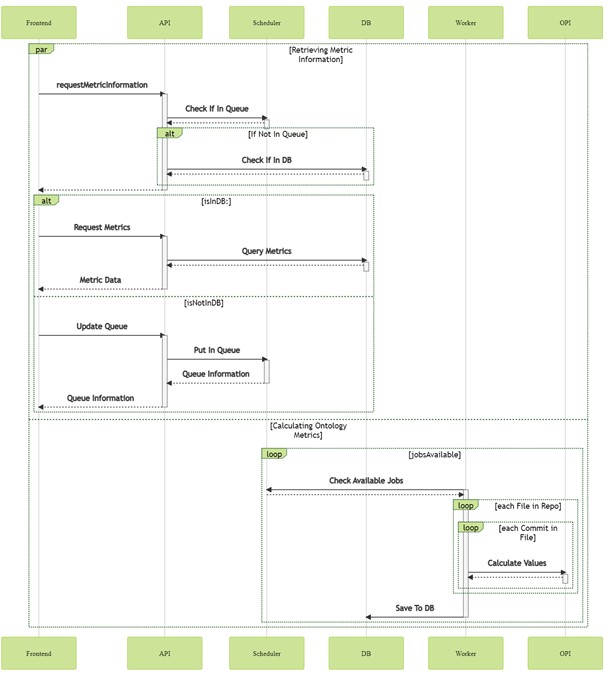 Frontend
API
Scheduler
DB
Worker
OPI
par
[Retrieving Metric
Information]
requestMetricInformation
Check If In Queue
alt
[If Not In Queue]
Check If In DB
alt
[isInDB:]
Request Metrics
Query Metrics
Metric Data
[isNotInDB]
Update Queue
Put In Queue
Queue Information
Queue Information
[Calculating Ontology
Metrics]
loop
[jobsAvailable]
Check Available Jobs
loop
[each File in Repo]
loop
[each Commit in
File]
Calculate Values
Save To DB
Frontend
API
Scheduler
DB
Worker
OPI